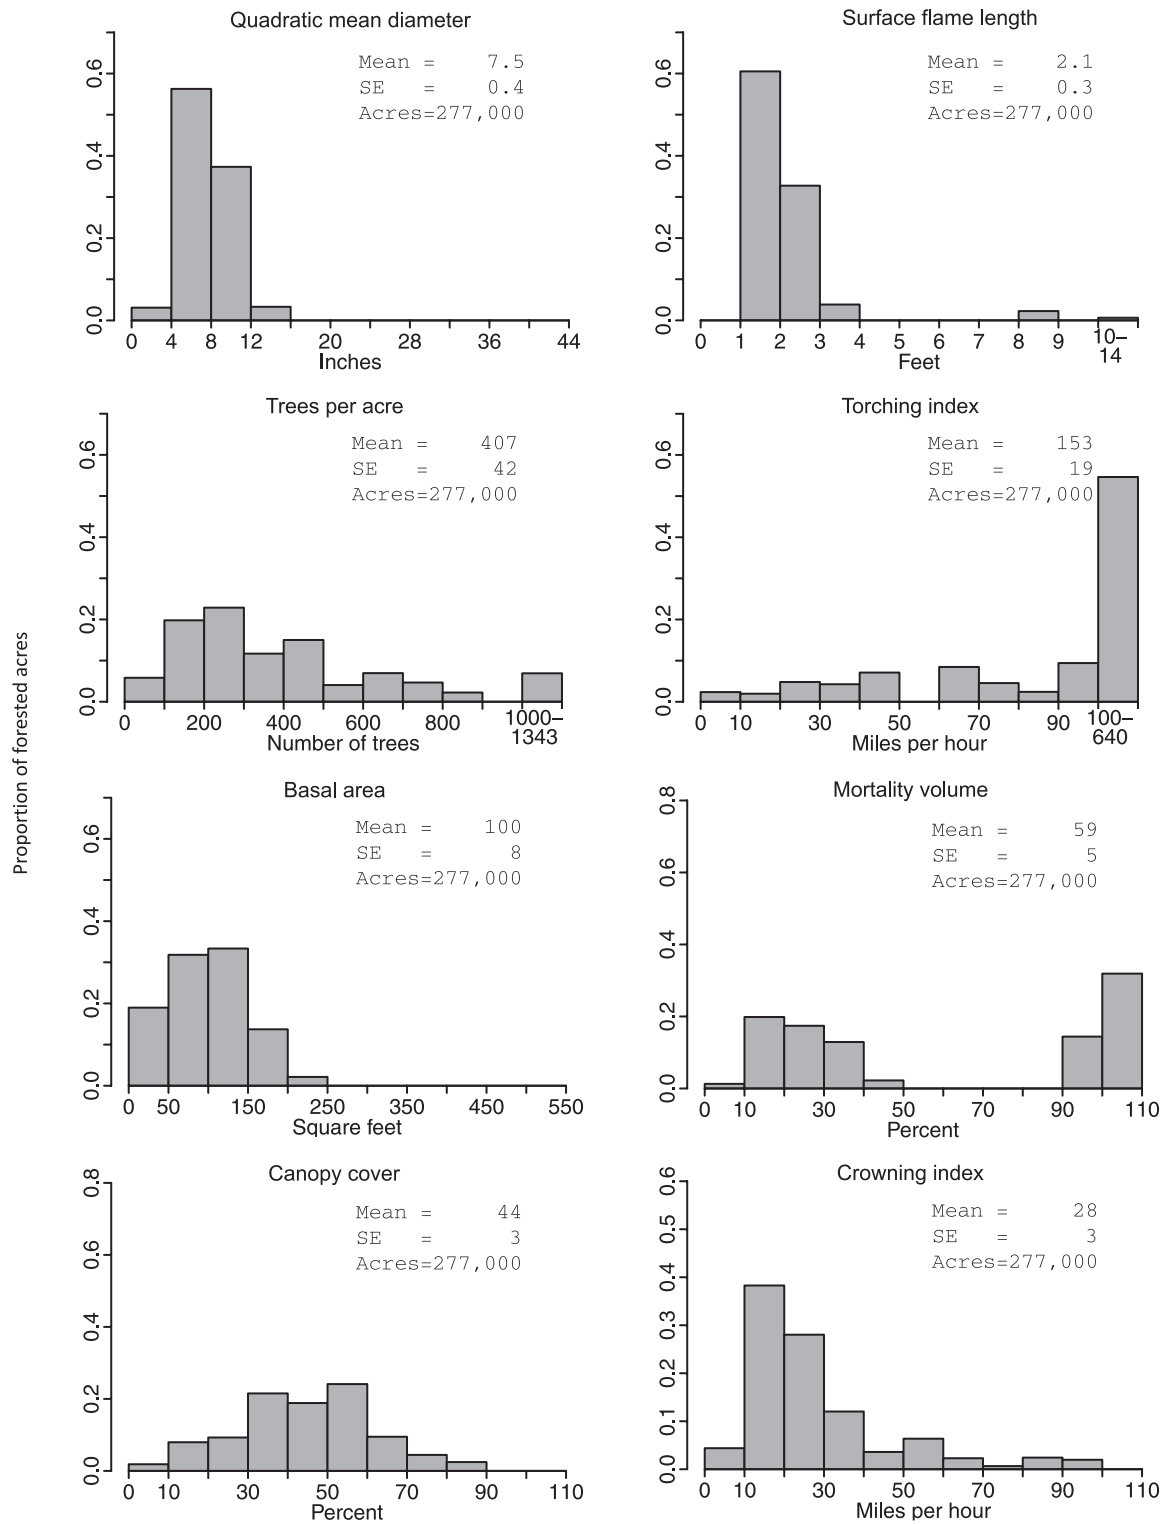 Proportion of forested acres
Quadratic mean diameter
Mean = 7.5
SE = 0.4
Acres=277,000
0.0 0.2 0.4 0.6
0 4 8 12 20 28 36 44
Inches
Surface flame length
Mean = 2.1
SE = 0.3
Acres=277,000
0.0 0.2 0.4 0.6
0 1 2 3 4 5 6 7 8 9 10–
14
Feet
Trees per acre
Mean = 407
SE = 42
Acres=277,000
0.0 0.2 0.4 0.6
0 200 400 600 800 1000–
1343
Number of trees
Torching index
Mean = 153
SE = 19
Acres=277,000
0.0 0.2 0.4 0.6
0 10 30 50 70 90 100–
640
Miles per hour
Basal area
Mean = 100
SE = 8
Acres=277,000
0.0 0.2 0.4 0.6
0 50 150 250 350 450 550
Square feet
Mortality volume
Mean = 59
SE = 5
Acres=277,000
0.0 0.2 0.4 0.6 0.8
0 10 30 50 70 90 110
Percent
Canopy cover
Mean = 44
SE = 3
Acres=277,000
0.0 0.2 0.4 0.6 0.8
0 10 30 50 70 90 110
Percent
Crowning index
Mean = 28
SE = 3
Acres=277,000
0.0 0.1 0.2 0.3 0.4 0.5 0.6
0 10 30 50 70 90 110
Miles per hour